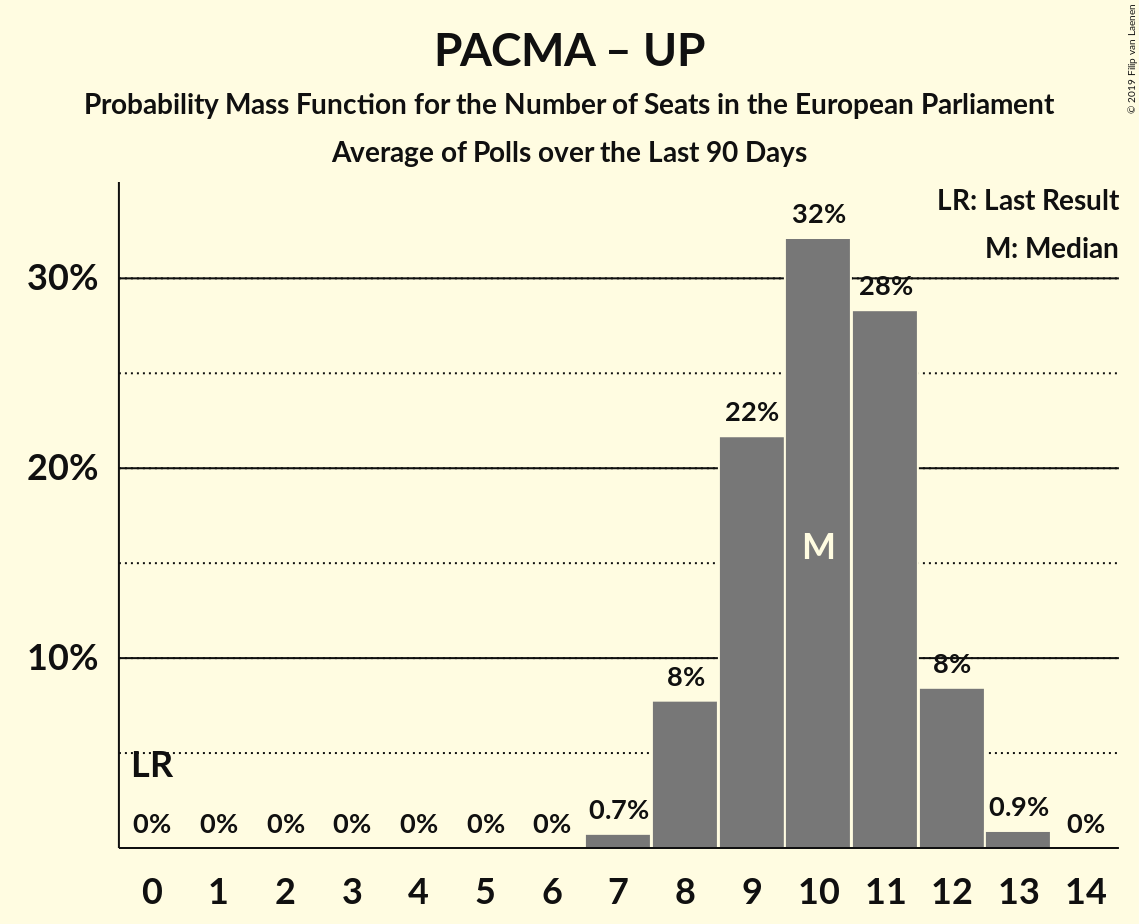 PACMA – UP
Probability Mass Function for the Number of Seats in the European Parliament
Average of Polls over the Last 90 Days
© 2019 Filip van Laenen
LR: Last Result
M: Median
30%
20%
10%
32%
28%
22%
M
8%
8%
LR
0%
0%
0%
0%
0%
0%
0%
0.7%
0.9%
0%
0 1 2 3 4 5 6 7 8 9 10 11 12 13 14